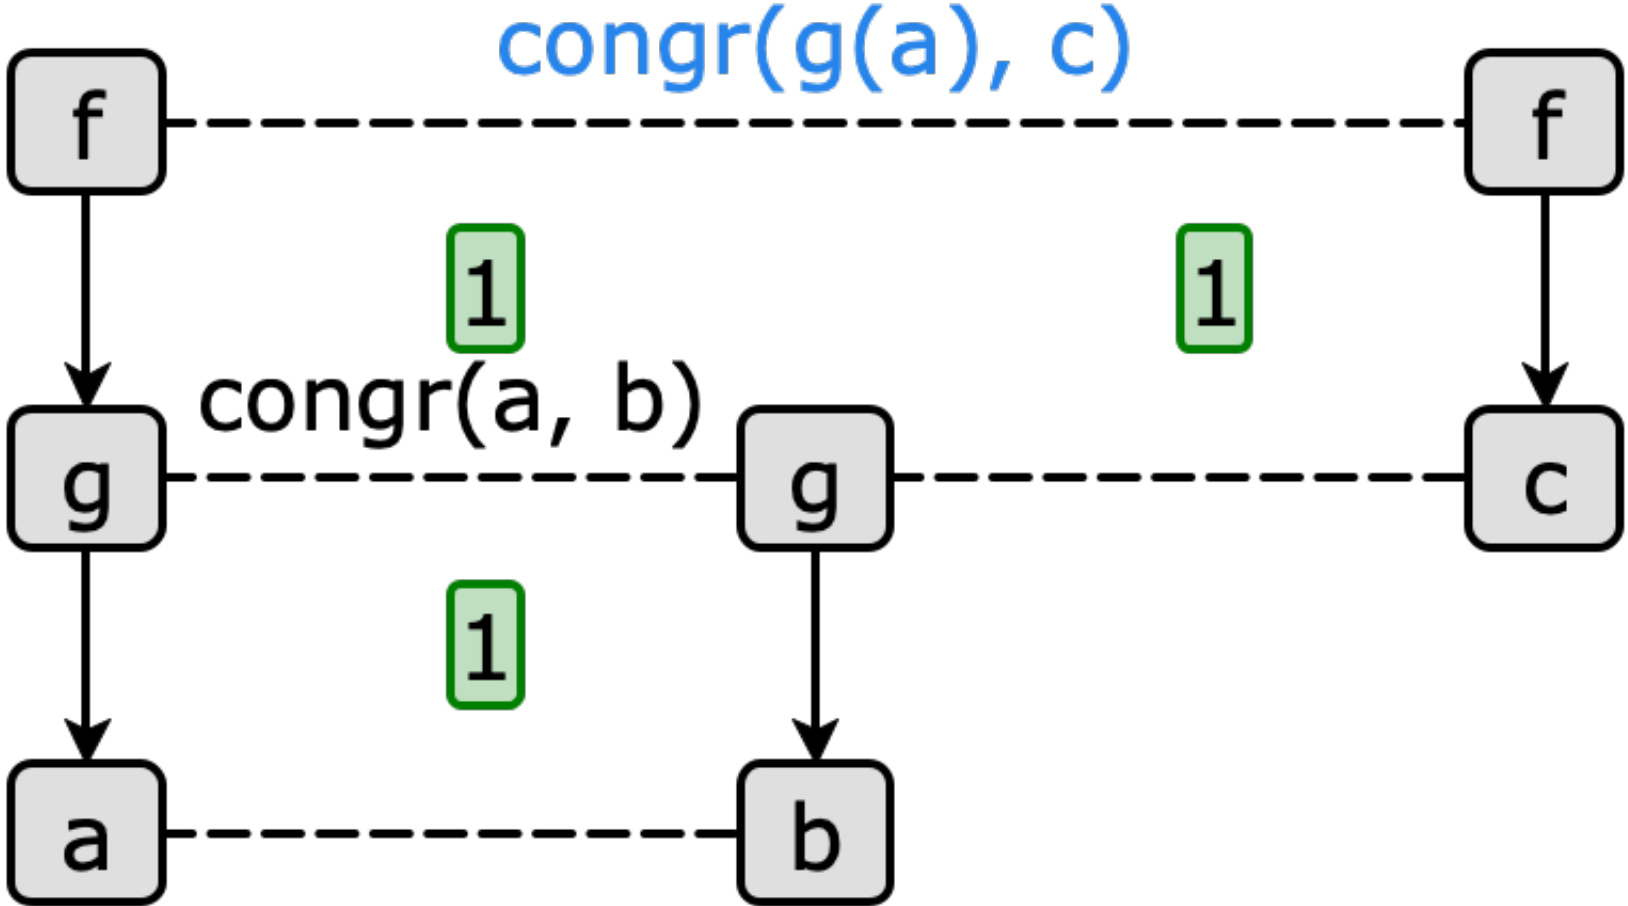 congr(g(a), c)
f f
1 1
congr(a, b)
g g c
1
a b